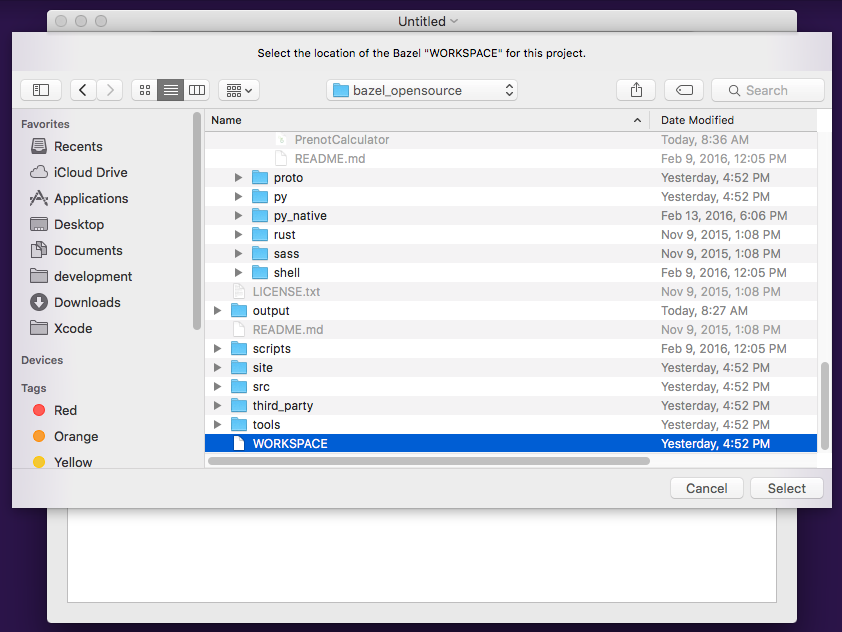 Untitled
Select the location of the Bazel "WORKSPACE" for this project.
bazel_opensource
Search
Favorites
Recents
iCloud Drive
Applications
Desktop
Documents
development
Downloads
Xcode
Devices
Tags
Red
Orange
Yellow
Name Date Modified
PrenotCalculator Today, 8:36 AM
README.md Feb 9, 2016, 12:05 PM
proto Yesterday, 4:52 PM
py Yesterday, 4:52 PM
py_native Feb 13, 2016, 6:06 PM
rust Nov 9, 2015, 1:08 PM
sass Nov 9, 2015, 1:08 PM
shell Feb 9, 2016, 12:05 PM
LICENSE.txt Nov 9, 2015, 1:08 PM
output Today, 8:27 AM
README.md Nov 9, 2015, 1:08 PM
scripts Feb 9, 2016, 12:05 PM
site Yesterday, 4:52 PM
src Yesterday, 4:52 PM
third_party Yesterday, 4:52 PM
tools Yesterday, 4:52 PM
WORKSPACE Yesterday, 4:52 PM
Cancel Select